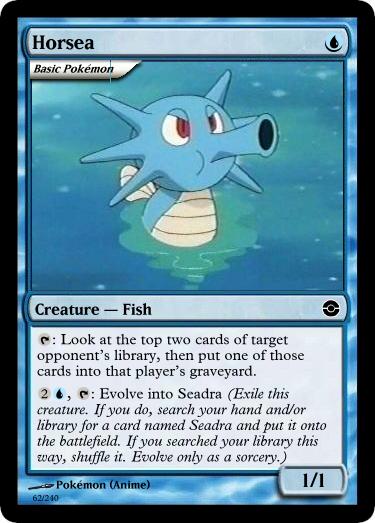 Horsea
Basic Pokémon
Creature — Fish
: Look at the top two cards of target
opponent's library, then put one of those
cards into that player's graveyard.
2, : Evolve into Seadra (Exile this
creature. If you do, search your hand and/or
library for a card named Seadra and put it onto
the battlefield. If you searched your library this
way, shuffle it. Evolve only as a sorcery.)
1/1
Pokémon (Anime)
62/240